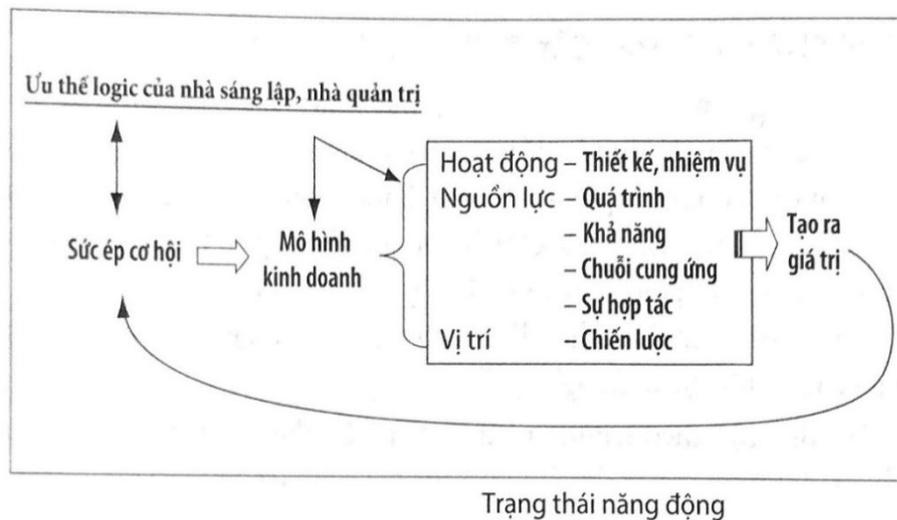 Ưu thế logic của nhà sáng lập, nhà quản trị
Sức ép cơ hội
Mô hình
kinh doanh
Hoạt động – Thiết kế, nhiệm vụ
Nguồn lực – Quá trình
– Khả năng
– Chuỗi cung ứng
– Sự hợp tác
Vị trí – Chiến lược
Tạo ra
giá trị
Trạng thái năng động